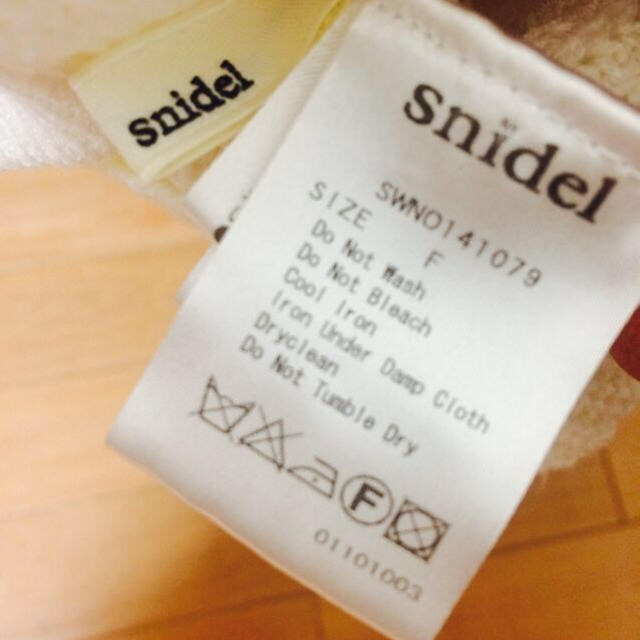 snidel
snidel
SWNO141079
SIZE F
Do Not Wash
Do Not Bleach
Cool Iron
Iron Under Damp Cloth
Dryclean
Do Not Tumble Dry
F
01101003